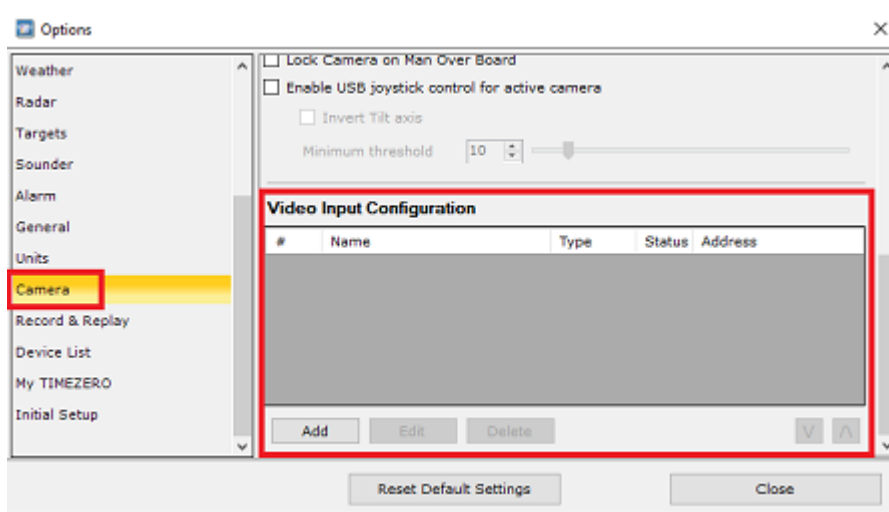 Options
Weather
Radar
Targets
Sounder
Alarm
General
Units
Camera
Record & Replay
Device List
My TIMEZERO
Initial Setup
Lock Camera on Man Over Board
Enable USB joystick control for active camera
Invert Tilt axis
Minimum threshold 10
Video Input Configuration
# Name Type Status Address
Add Edit Delete
Reset Default Settings Close